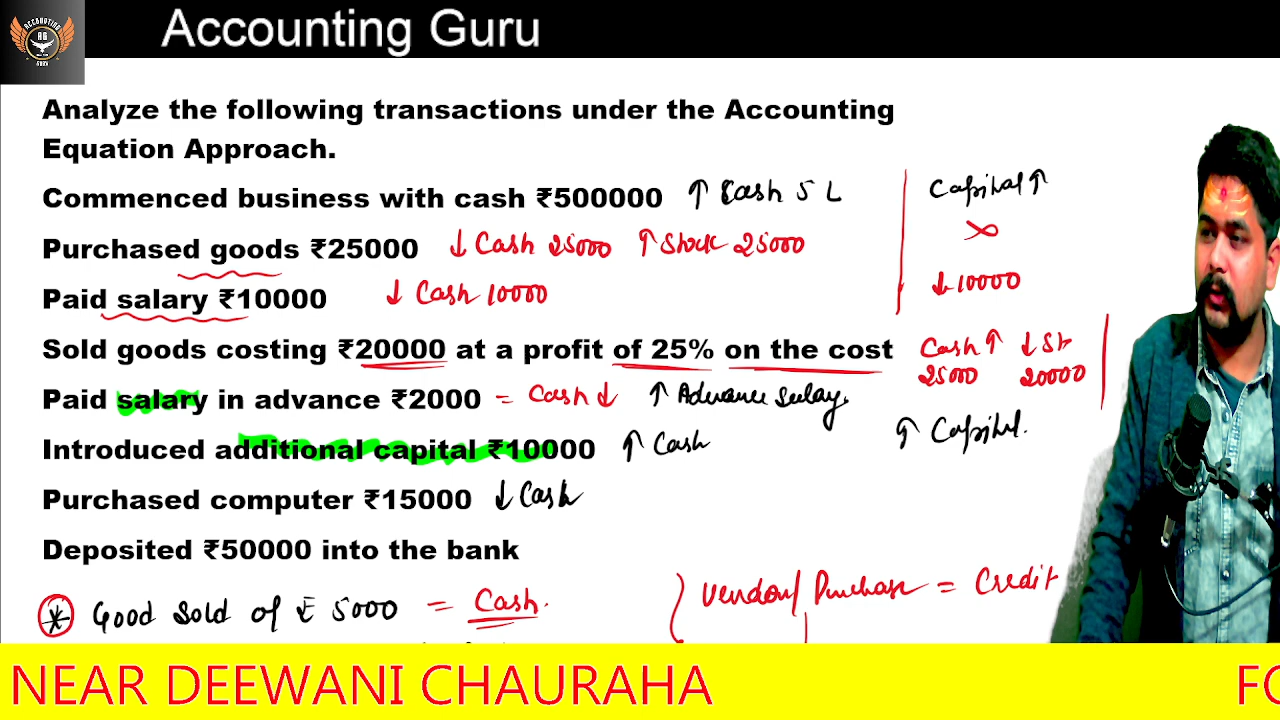 ACCOUNTING
AG
GURU
Accounting Guru
Analyze the following transactions under the Accounting
Equation Approach.
Commenced business with cash ₹500000 ↑ Cash 5 L Capital ↑
Purchased goods ₹25000 ↓ Cash 25000 ↑ Stock 25000
Paid salary ₹10000 ↓ Cash 10000 ↓ 10000
Sold goods costing ₹20000 at a profit of 25% on the cost Cash ↑ ↓ St
25000 20000
Paid salary in advance ₹2000 = Cash ↓ ↑ Advance Salary.
Introduced additional capital ₹10000 ↑ Cash ↑ Capital.
Purchased computer ₹15000 ↓ Cash
Deposited ₹50000 into the bank
* Good Sold of ₹ 5000 = Cash. Vendor/ Purchase = Credit
NEAR DEEWANI CHAURAHA FO